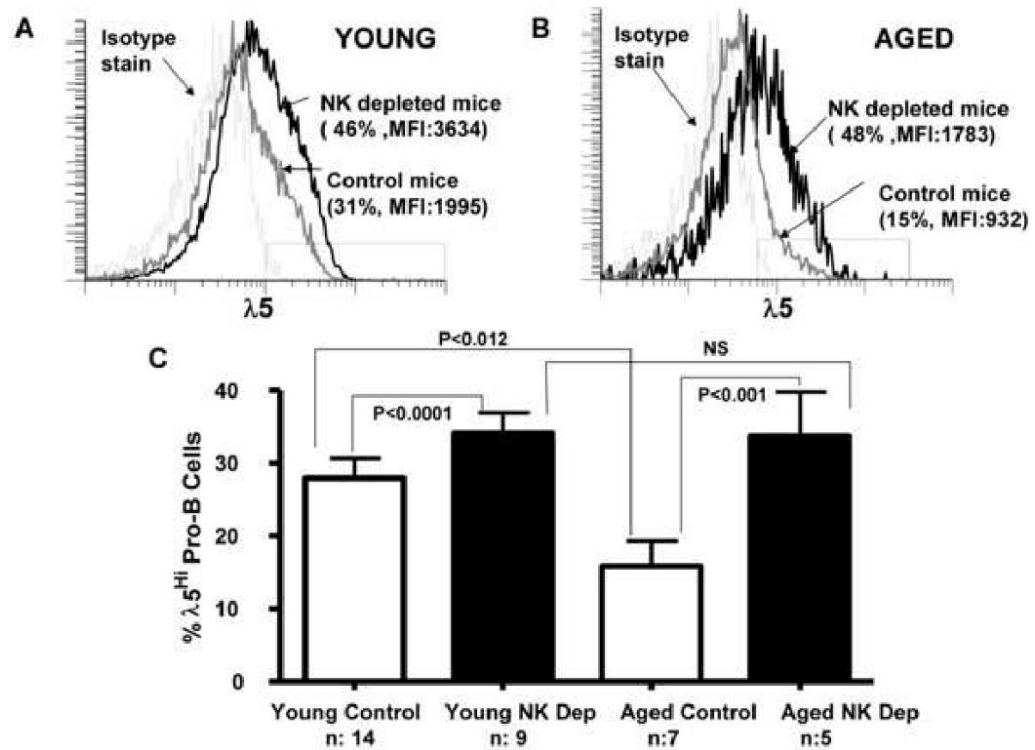 A
YOUNG
Isotype
stain
NK depleted mice
( 46% ,MFI:3634)
Control mice
(31%, MFI:1995)
λ5
B
AGED
Isotype
stain
NK depleted mice
( 48% ,MFI:1783)
Control mice
(15%, MFI:932)
λ5
C
P<0.012
NS
P<0.0001
P<0.001
% λ5Hi Pro-B Cells
40
30
20
10
0
Young Control
n: 14
Young NK Dep
n: 9
Aged Control
n:7
Aged NK Dep
n:5